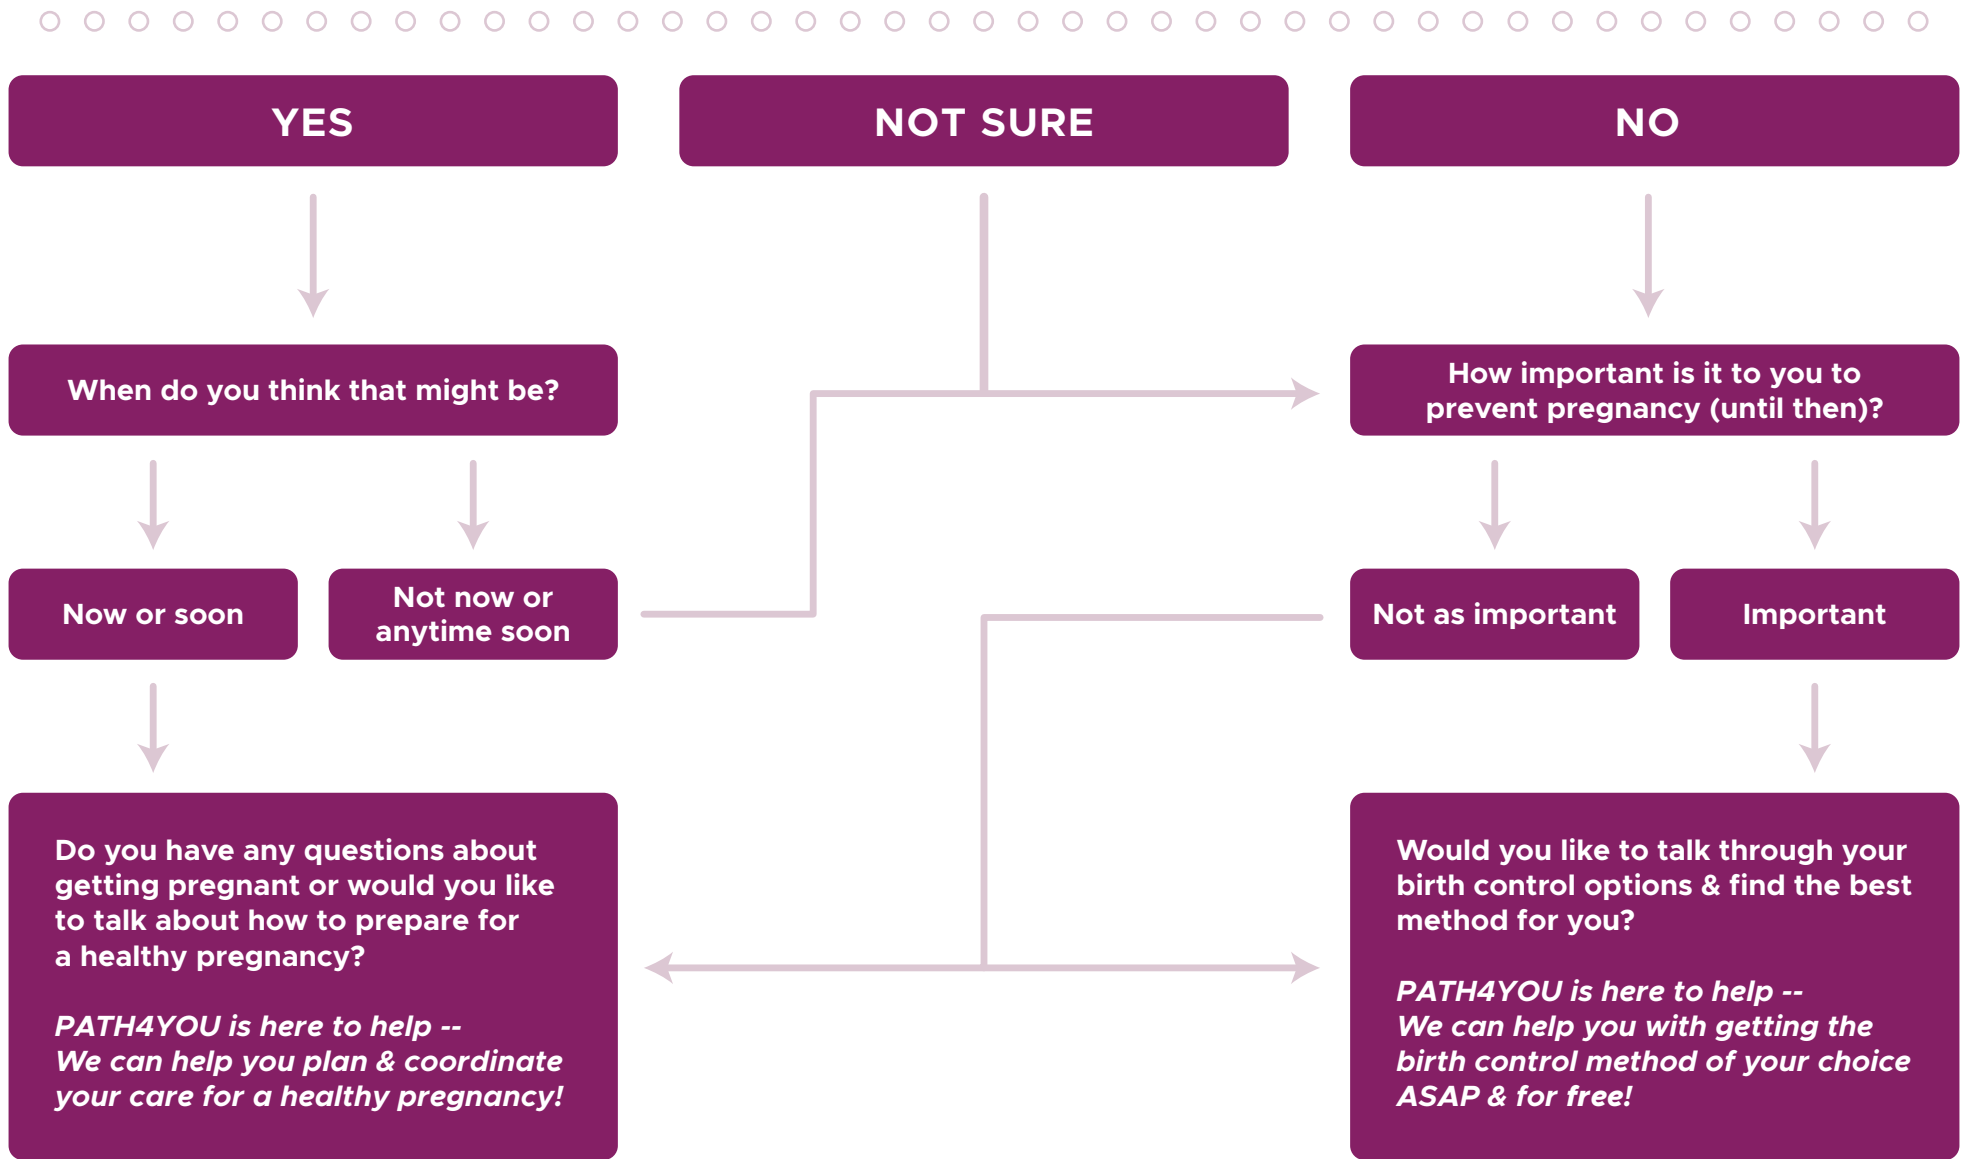 YES
NOT SURE
NO
When do you think that might be?
How important is it to you to
prevent pregnancy (until then)?
Now or soon
Not now or
anytime soon
Not as important
Important
Do you have any questions about
getting pregnant or would you like
to talk about how to prepare for
a healthy pregnancy?
PATH4YOU is here to help --
We can help you plan & coordinate
your care for a healthy pregnancy!
Would you like to talk through your
birth control options & find the best
method for you?
PATH4YOU is here to help --
We can help you with getting the
birth control method of your choice
ASAP & for free!